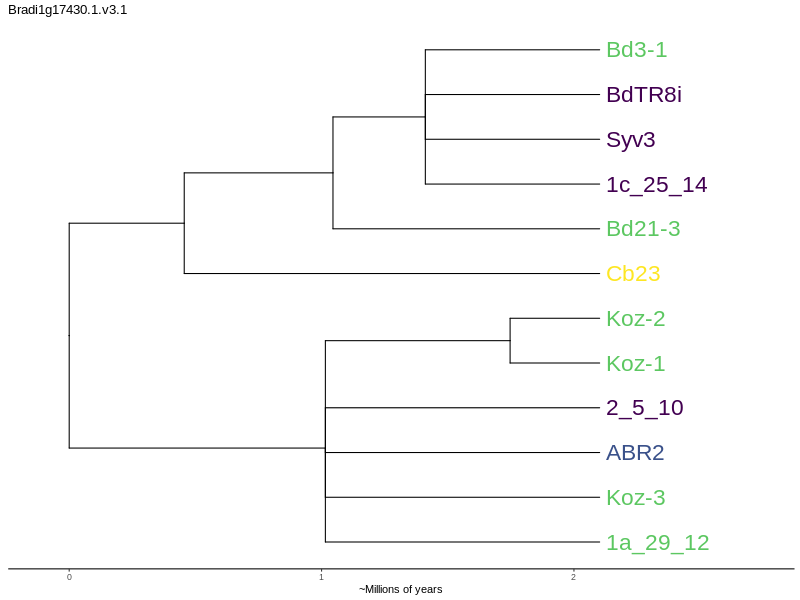 Bradi1g17430.1.v3.1
Bd3-1
BdTR8i
Syv3
1c_25_14
Bd21-3
Cb23
Koz-2
Koz-1
2_5_10
ABR2
Koz-3
1a_29_12
0 1 2
~Millions of years